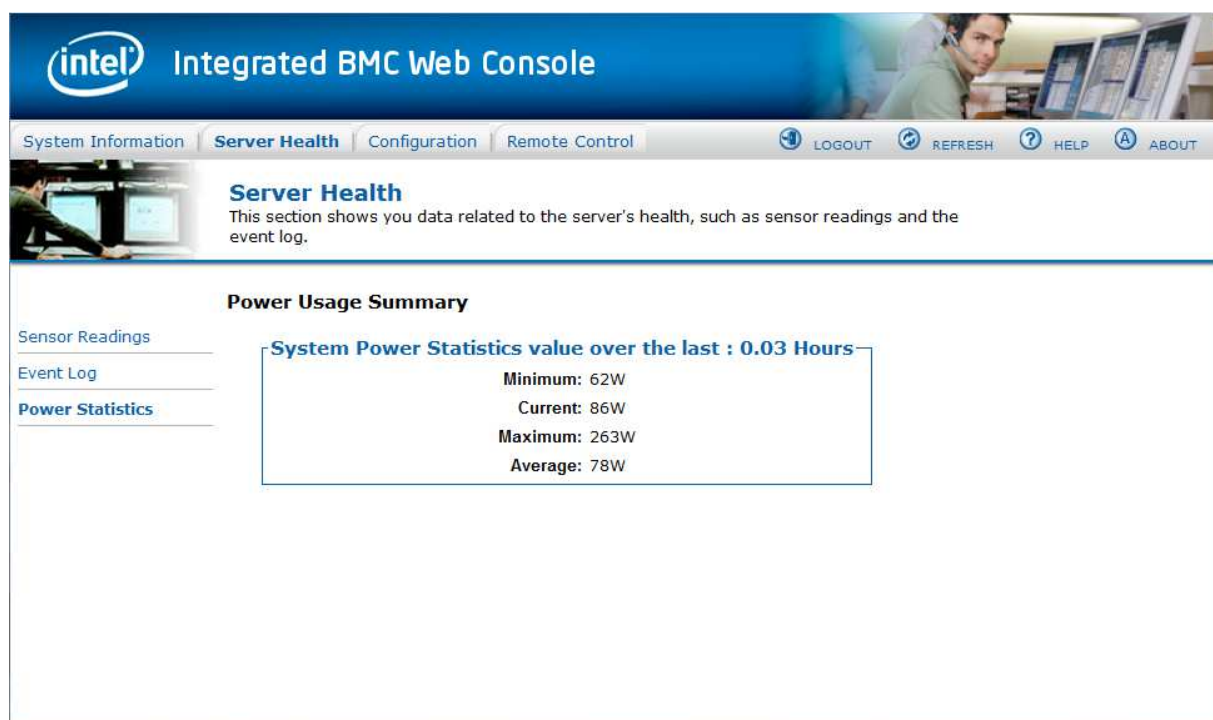 intel Integrated BMC Web Console
System Information Server Health Configuration Remote Control LOGOUT REFRESH ? HELP A ABOUT
Server Health
This section shows you data related to the server's health, such as sensor readings and the
event log.
Power Usage Summary
Sensor Readings
Event Log
Power Statistics
System Power Statistics value over the last : 0.03 Hours
Minimum: 62W
Current: 86W
Maximum: 263W
Average: 78W